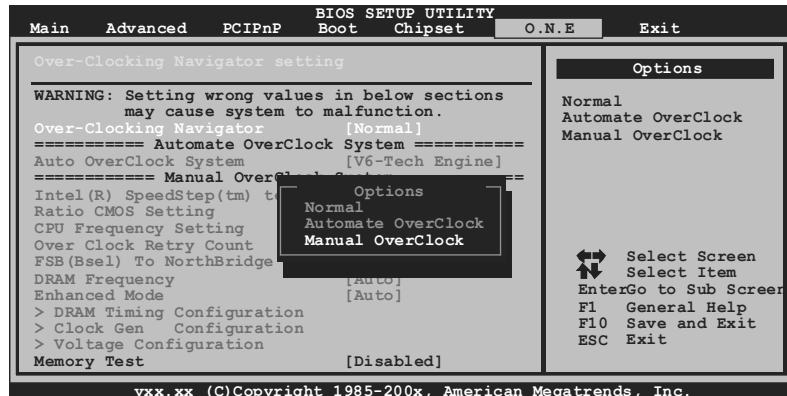 BIOS SETUP UTILITY
Main Advanced PCIPnP Boot Chipset O.N.E Exit
Over-Clocking Navigator setting
WARNING: Setting wrong values in below sections
may cause system to malfunction.
Over-Clocking Navigator [Normal]
=========== Automate OverClock System ===========
Auto OverClock System [V6-Tech Engine]
============ Manual OverClock System ============
Intel(R) SpeedStep(tm)
Ratio CMOS Setting
CPU Frequency Setting
Over Clock Retry Count
FSB(Bsel) To NorthBridge
DRAM Frequency [Auto]
Enhanced Mode [Auto]
> DRAM Timing Configuration
> Clock Gen Configuration
> Voltage Configuration
Memory Test [Disabled]
Options
Normal
Automate OverClock
Manual OverClock
Options
Normal
Automate OverClock
Manual OverClock
Select Screen
Select Item
EnterGo to Sub Screen
F1 General Help
F10 Save and Exit
ESC Exit
vxx.xx (C)Copyright 1985-200x, American Megatrends, Inc.